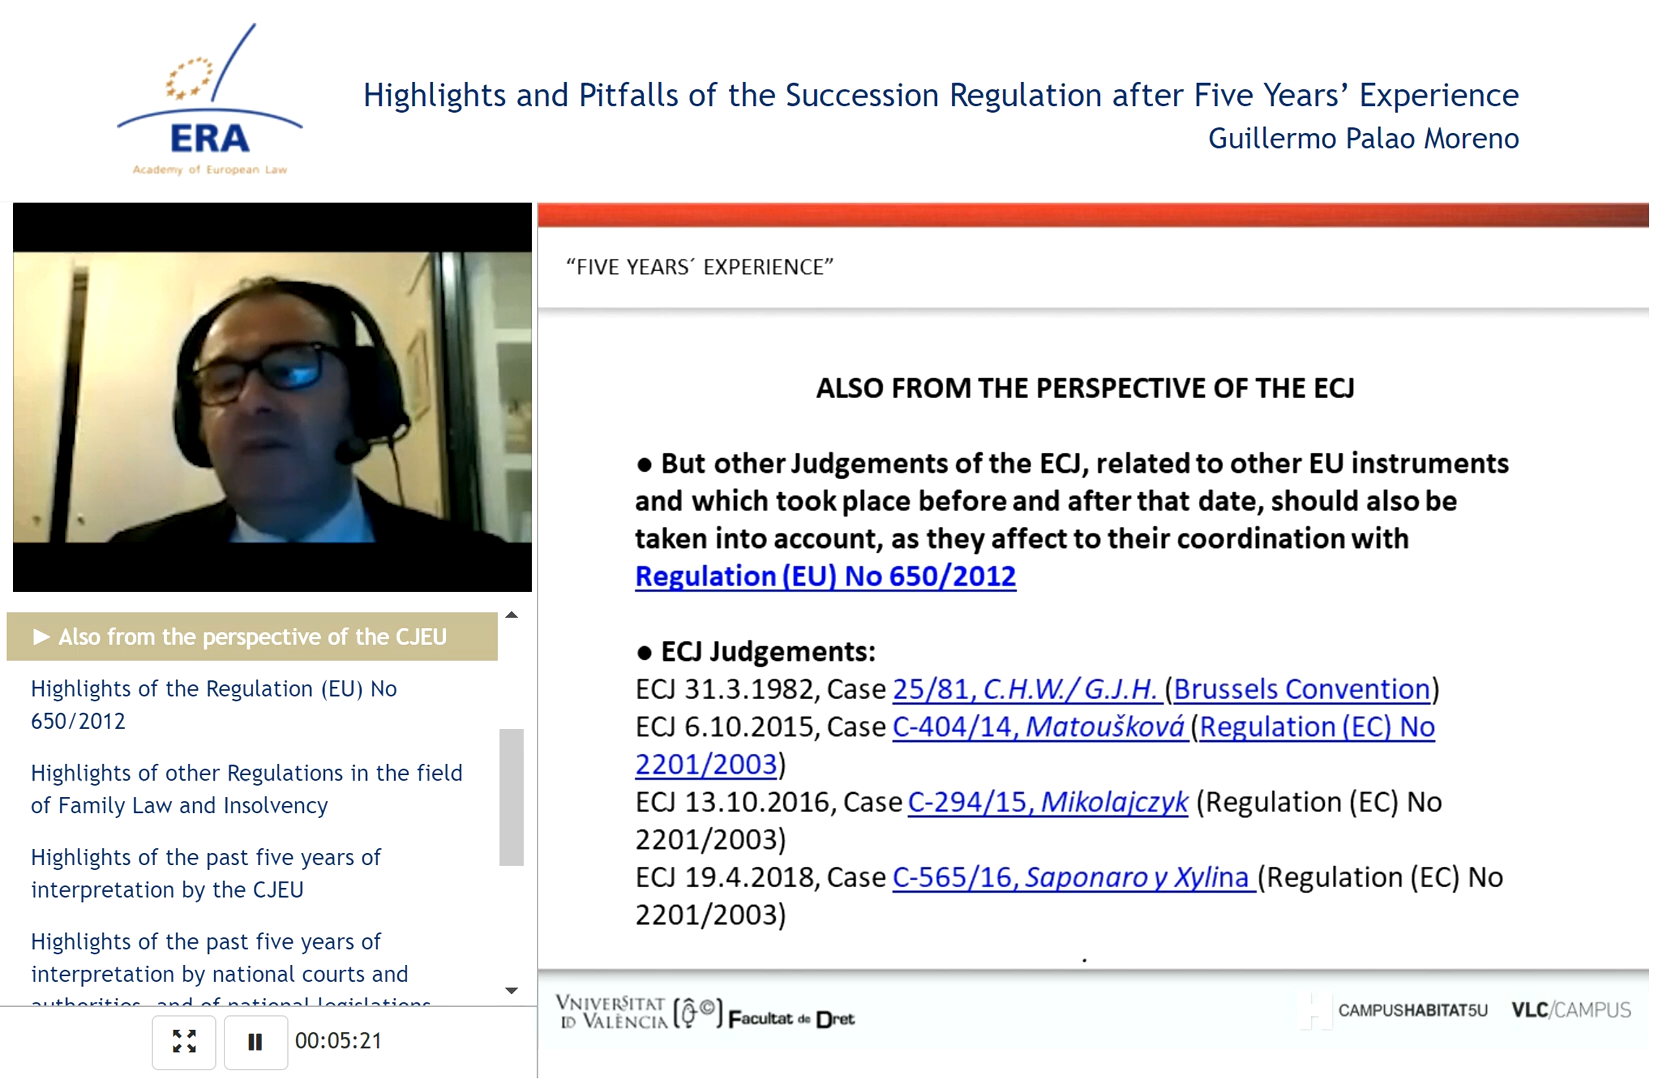 ERA
Academy of European Law
Highlights and Pitfalls of the Succession Regulation after Five Years’ Experience
Guillermo Palao Moreno
► Also from the perspective of the CJEU
Highlights of the Regulation (EU) No
650/2012
Highlights of other Regulations in the field
of Family Law and Insolvency
Highlights of the past five years of
interpretation by the CJEU
Highlights of the past five years of
interpretation by national courts and
authorities, and of national legislations
00:05:21
“FIVE YEARS´ EXPERIENCE”
ALSO FROM THE PERSPECTIVE OF THE ECJ
● But other Judgements of the ECJ, related to other EU instruments
and which took place before and after that date, should also be
taken into account, as they affect to their coordination with
Regulation (EU) No 650/2012
● ECJ Judgements:
ECJ 31.3.1982, Case 25/81, C.H.W./ G.J.H. (Brussels Convention)
ECJ 6.10.2015, Case C-404/14, Matoušková (Regulation (EC) No
2201/2003)
ECJ 13.10.2016, Case C-294/15, Mikolajczyk (Regulation (EC) No
2201/2003)
ECJ 19.4.2018, Case C-565/16, Saponaro y Xylina (Regulation (EC) No
2201/2003)
.
VNIVERSITAT
ID VALÈNCIA
Facultat de Dret
CAMPUSHABITAT5U
VLC/CAMPUS